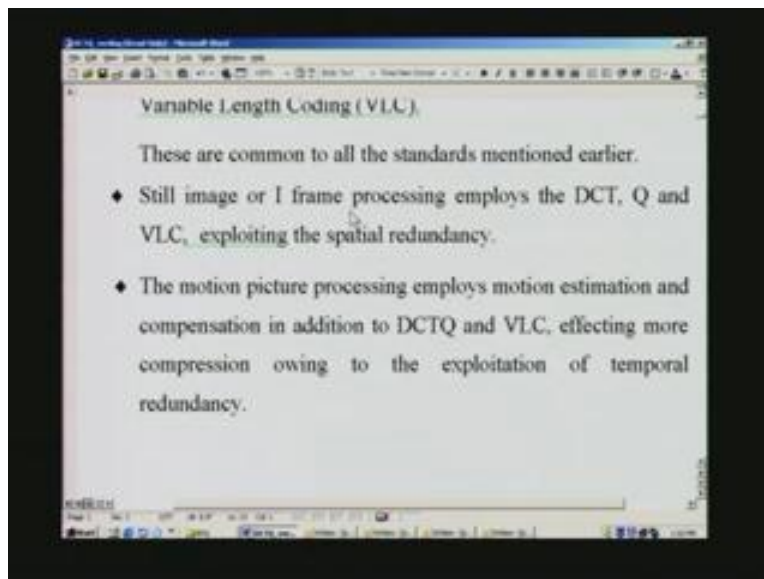 Variable Length Coding (VLC).
These are common to all the standards mentioned earlier.
♦ Still image or I frame processing employs the DCT, Q and
VLC, exploiting the spatial redundancy.
♦ The motion picture processing employs motion estimation and
compensation in addition to DCTQ and VLC, effecting more
compression owing to the exploitation of temporal
redundancy.